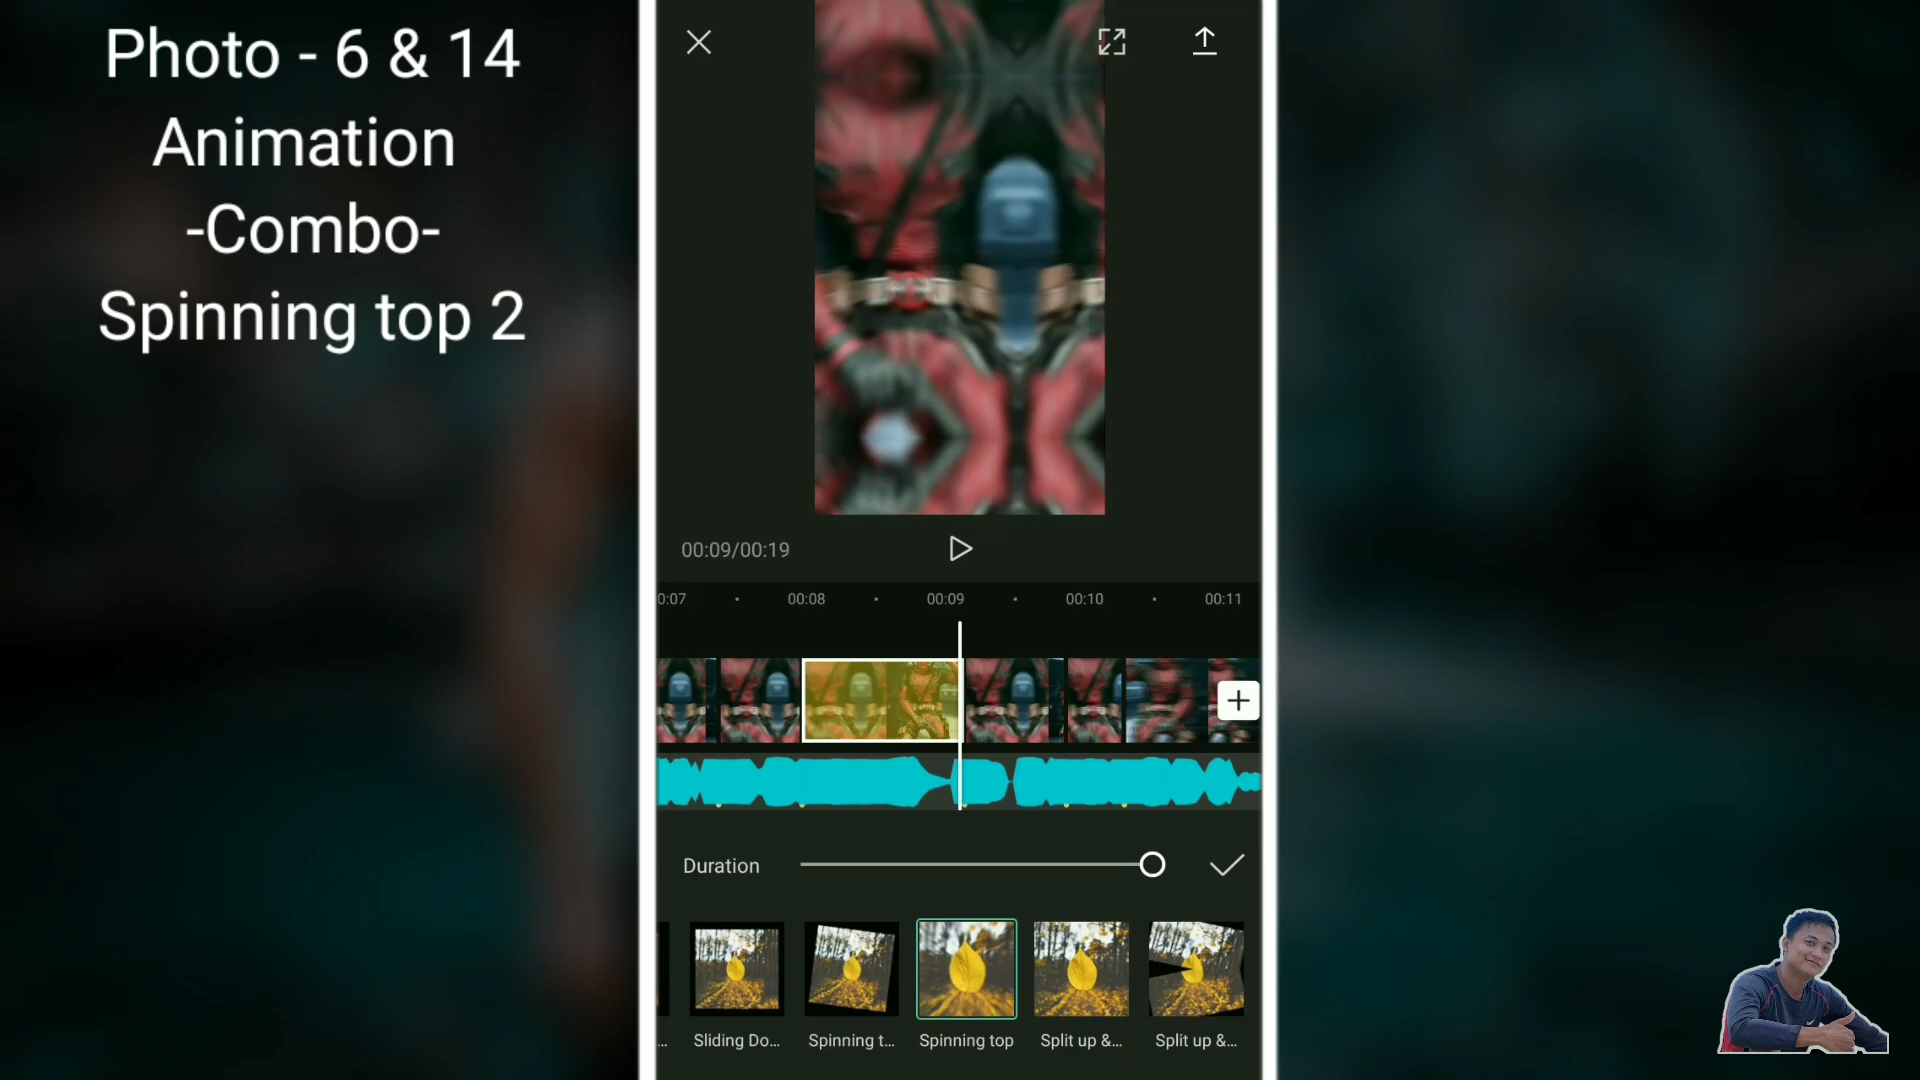 Photo - 6 & 14
Animation
-Combo-
Spinning top 2
00:09/00:19
0:07 00:08 00:09 00:10 00:11
Duration
... Sliding Do... Spinning t... Spinning top Split up &... Split up &...